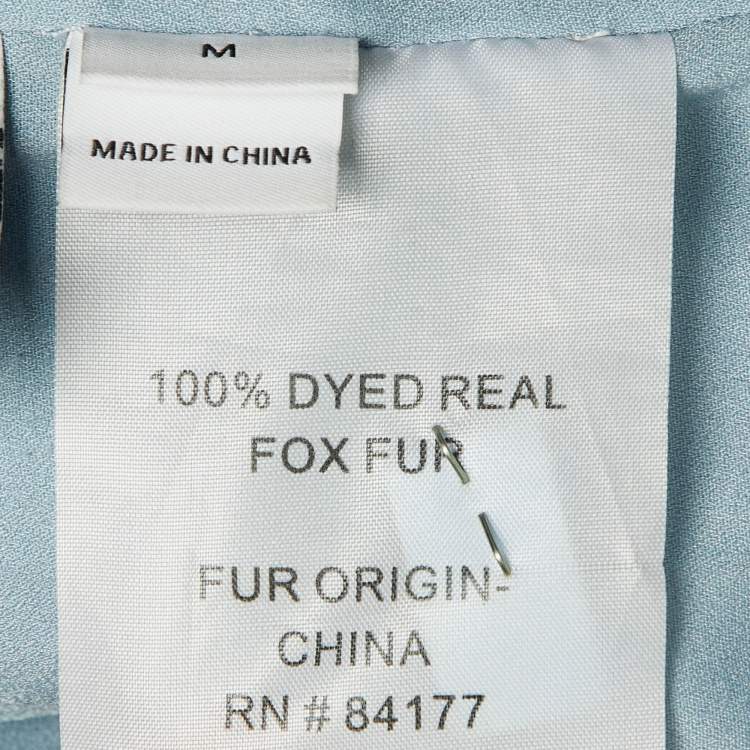 M
MADE IN CHINA
100% DYED REAL
FOX FUR
FUR ORIGIN-
CHINA
RN # 84177